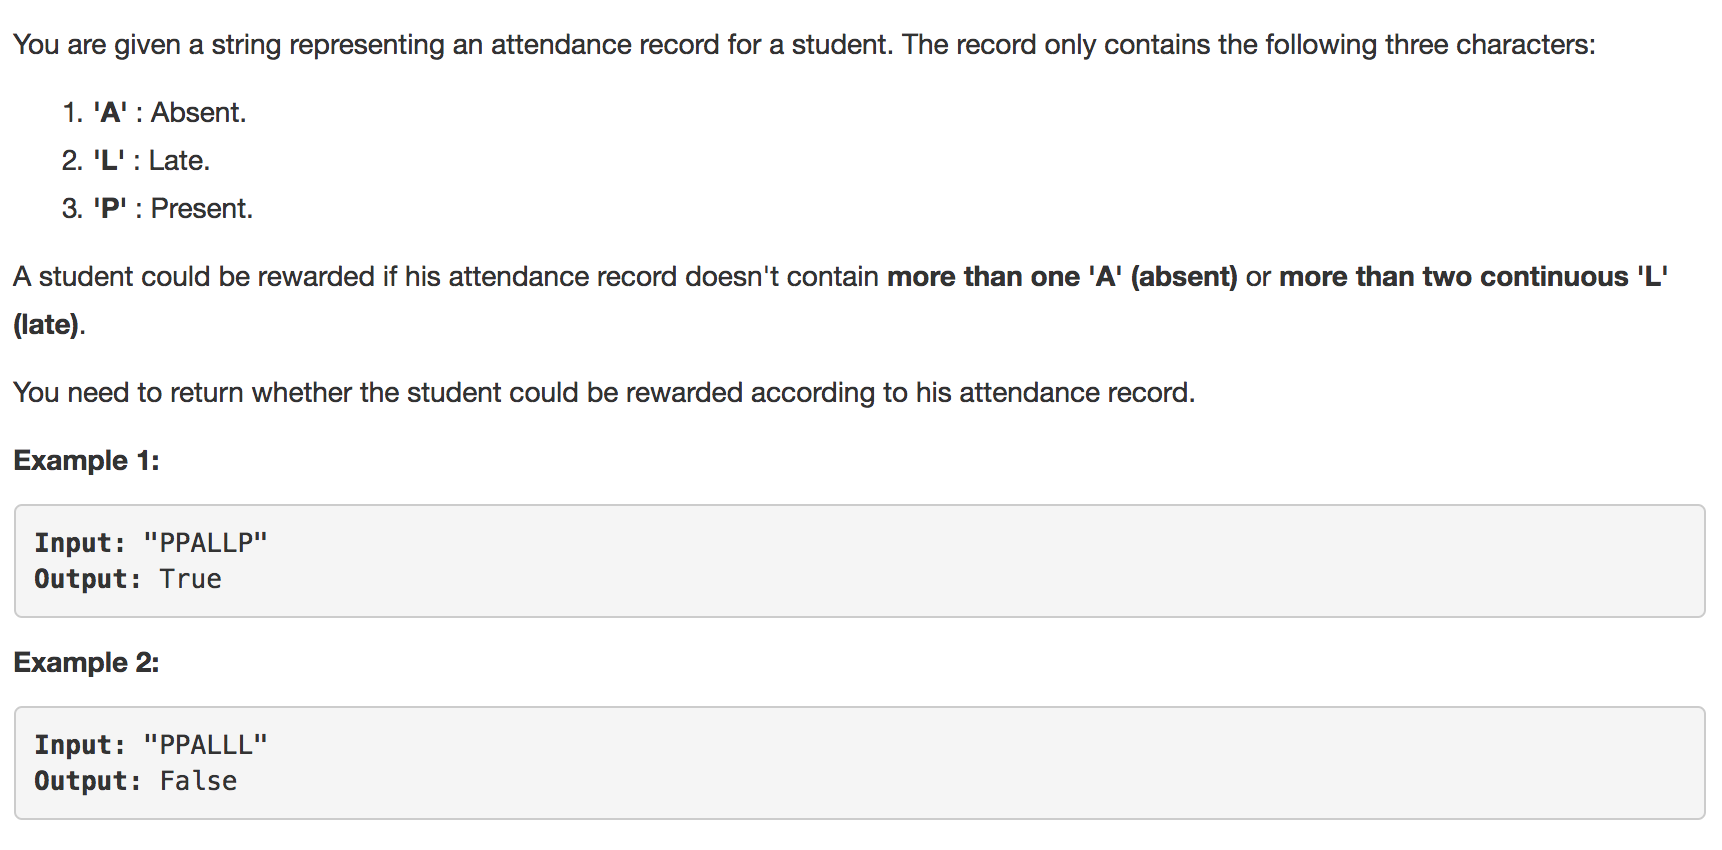 You are given a string representing an attendance record for a student. The record only contains the following three characters:
1. 'A' : Absent.
2. 'L' : Late.
3. 'P' : Present.
A student could be rewarded if his attendance record doesn't contain more than one 'A' (absent) or more than two continuous 'L'
(late).
You need to return whether the student could be rewarded according to his attendance record.
Example 1:
Input: "PPALLP"
Output: True
Example 2:
Input: "PPALLL"
Output: False